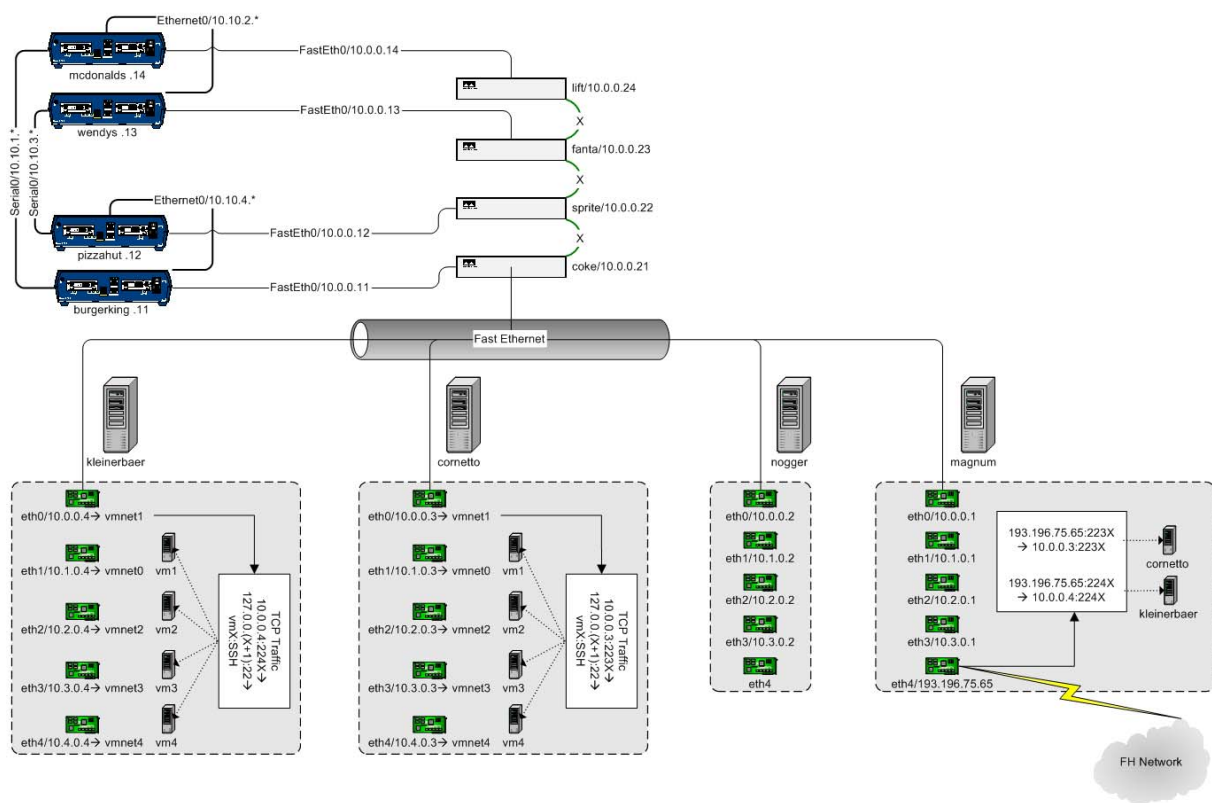 Ethernet0/10.10.2.*
FastEth0/10.0.0.14
mcdonalds .14
lift/10.0.0.24
X
FastEth0/10.0.0.13
wendys .13
fanta/10.0.0.23
X
Serial0/10.10.1.*
Serial0/10.10.3.*
Ethernet0/10.10.4.*
sprite/10.0.0.22
FastEth0/10.0.0.12
X
pizzahut .12
coke/10.0.0.21
FastEth0/10.0.0.11
burgerking .11
Fast Ethernet
kleinerbaer
cornetto
nogger
magnum
eth0/10.0.0.4→ vmnet1
eth1/10.1.0.4→ vmnet0
eth2/10.2.0.4→ vmnet2
eth3/10.3.0.4→ vmnet3
eth4/10.4.0.4→ vmnet4
vm1
vm2
vm3
vm4
TCP Traffic
10.0.0.4:224X→
127.0.0.(X+1):22→
vmX:SSH
eth0/10.0.0.3→ vmnet1
eth1/10.1.0.3→ vmnet0
eth2/10.2.0.3→ vmnet2
eth3/10.3.0.3→ vmnet3
eth4/10.4.0.3→ vmnet4
vm1
vm2
vm3
vm4
TCP Traffic
10.0.0.3:223X→
127.0.0.(X+1):22→
vmX:SSH
eth0/10.0.0.2
eth1/10.1.0.2
eth2/10.2.0.2
eth3/10.3.0.2
eth4
eth0/10.0.0.1
eth1/10.1.0.1
eth2/10.2.0.1
eth3/10.3.0.1
eth4/193.196.75.65
193.196.75.65:223X
→ 10.0.0.3:223X
193.196.75.65:224X
→ 10.0.0.4:224X
cornetto
kleinerbaer
FH Network